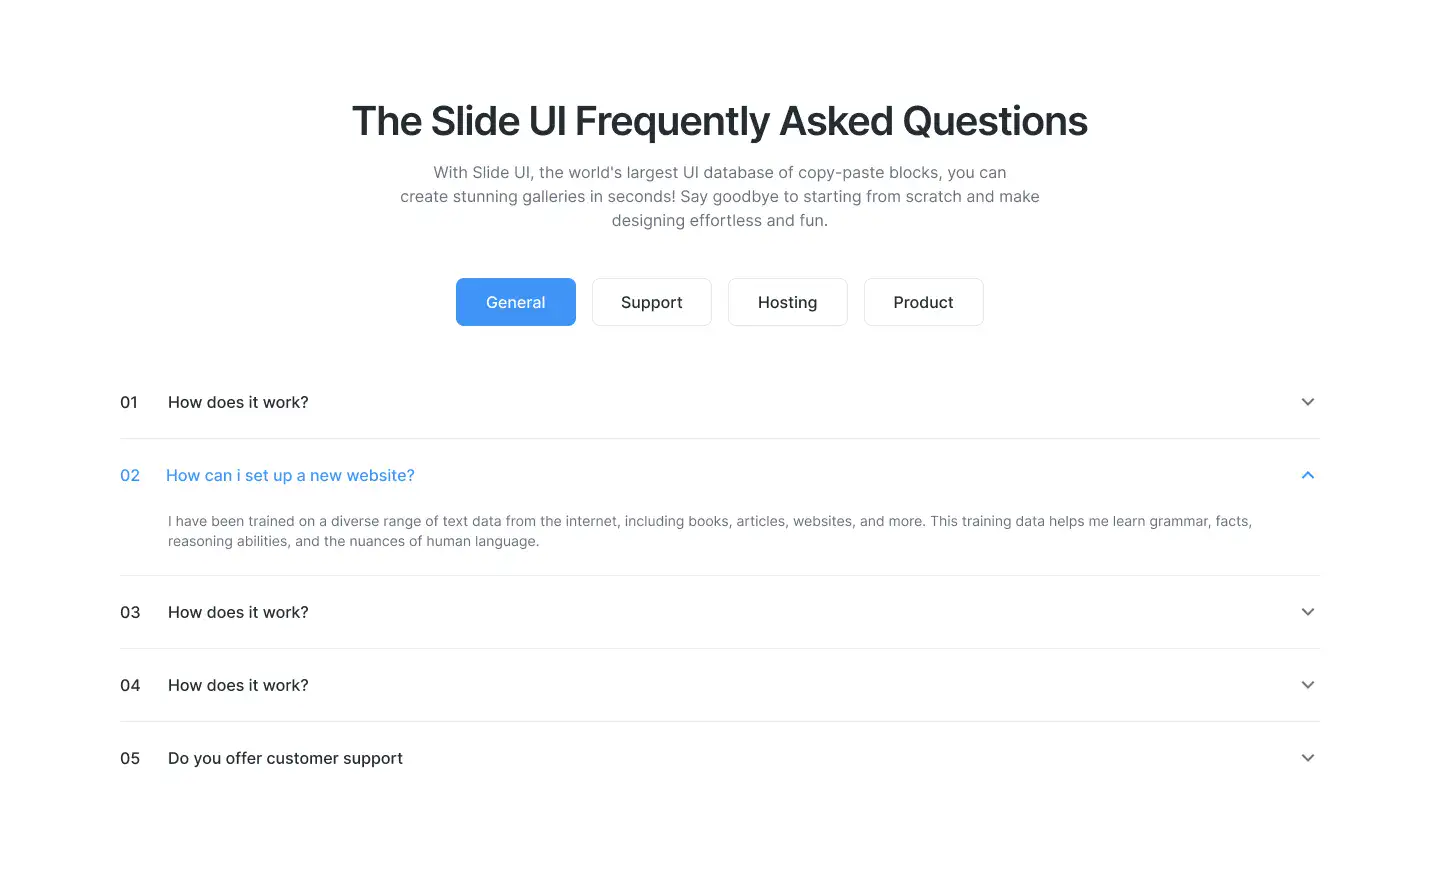 The Slide UI Frequently Asked Questions
With Slide UI, the world's largest UI database of copy-paste blocks, you can
create stunning galleries in seconds! Say goodbye to starting from scratch and make
designing effortless and fun.
General Support Hosting Product
01 How does it work?
02 How can i set up a new website?
I have been trained on a diverse range of text data from the internet, including books, articles, websites, and more. This training data helps me learn grammar, facts,
reasoning abilities, and the nuances of human language.
03 How does it work?
04 How does it work?
05 Do you offer customer support